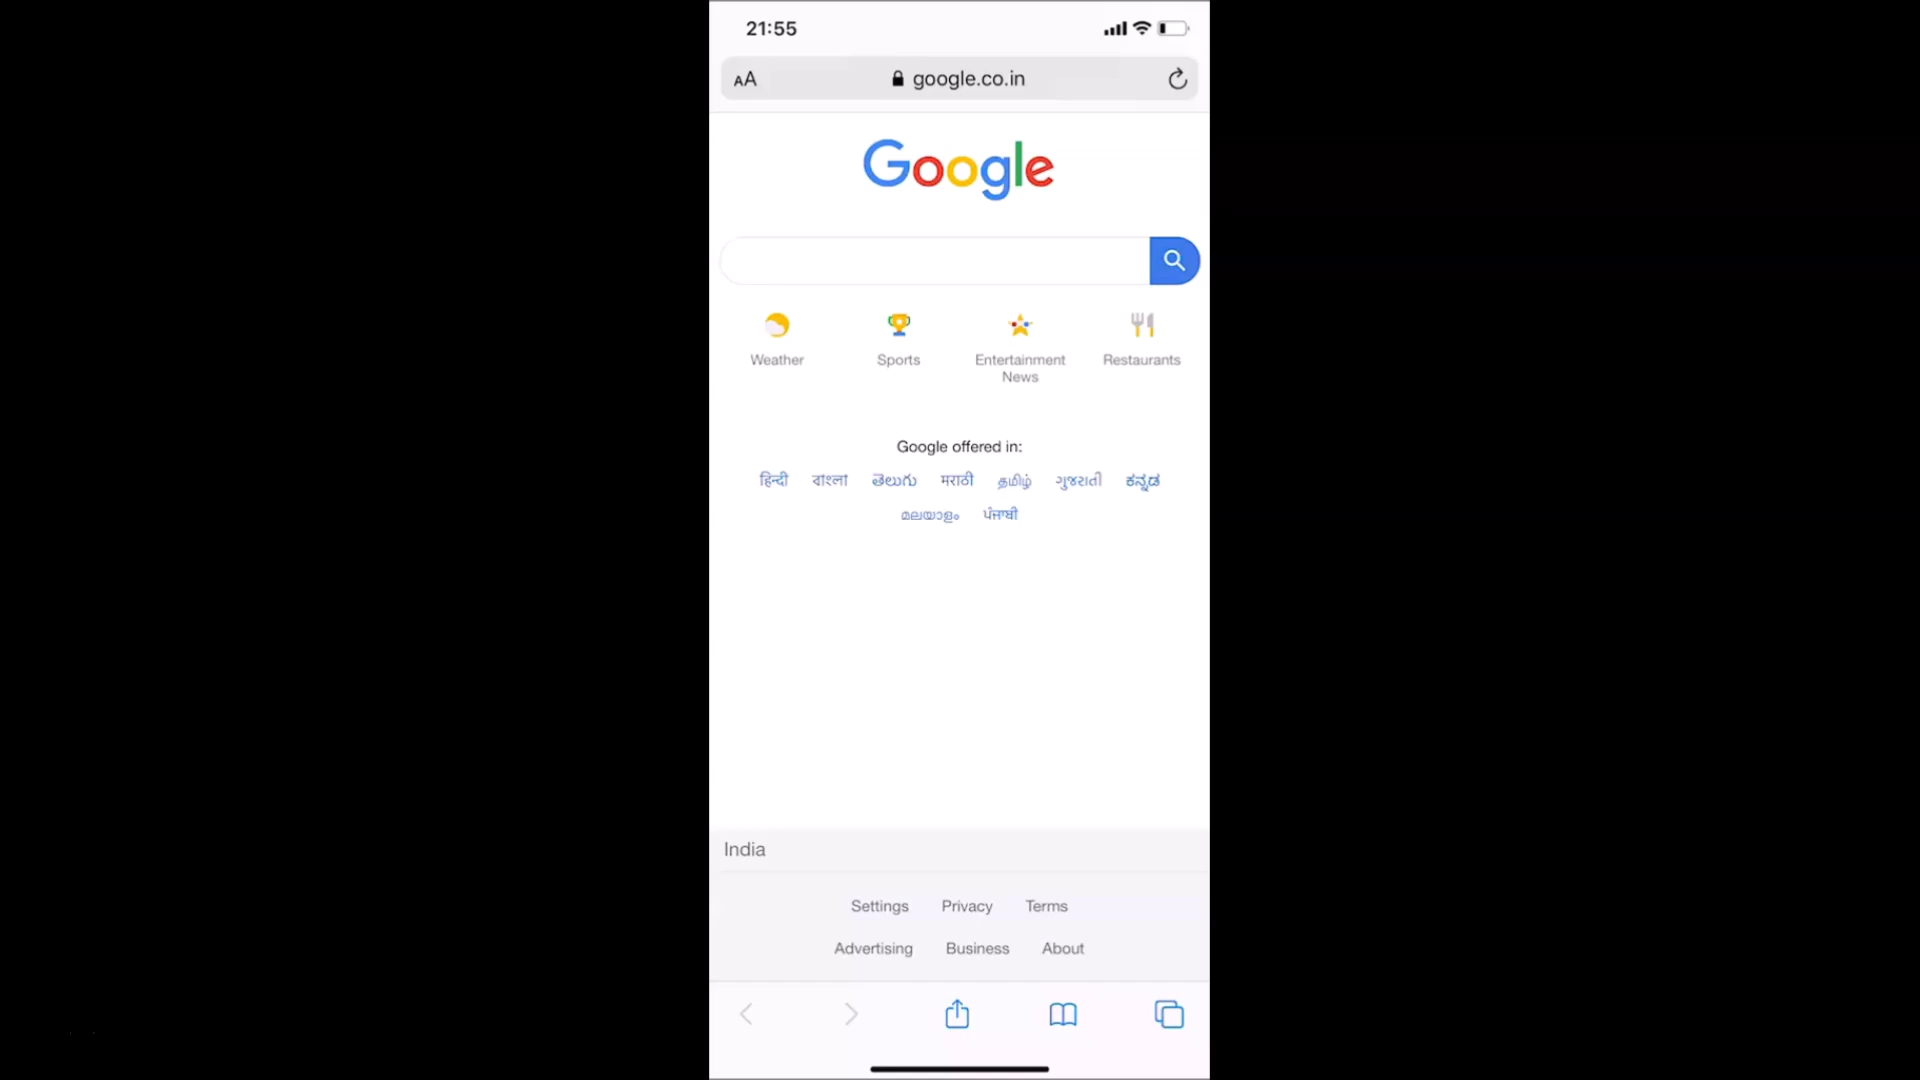 21:55
AA google.co.in
Google
Weather Sports Entertainment News Restaurants
Google offered in:
हिन्दी বাংলা తెలుగు मराठी தமிழ் ગુજરાતી ಕನ್ನಡ
മലയാളം ਪੰਜਾਬੀ
India
Settings Privacy Terms
Advertising Business About